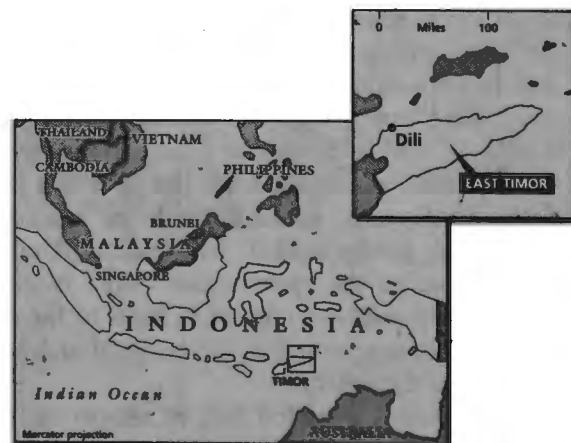 0 Miles 100
Dili
EAST TIMOR
THAILAND
VIETNAM
CAMBODIA
PHILIPPINES
BRUNEI
MALAYSIA
SINGAPORE
INDONESIA
TIMOR
Indian Ocean
AUSTRALIA
Mercator projection